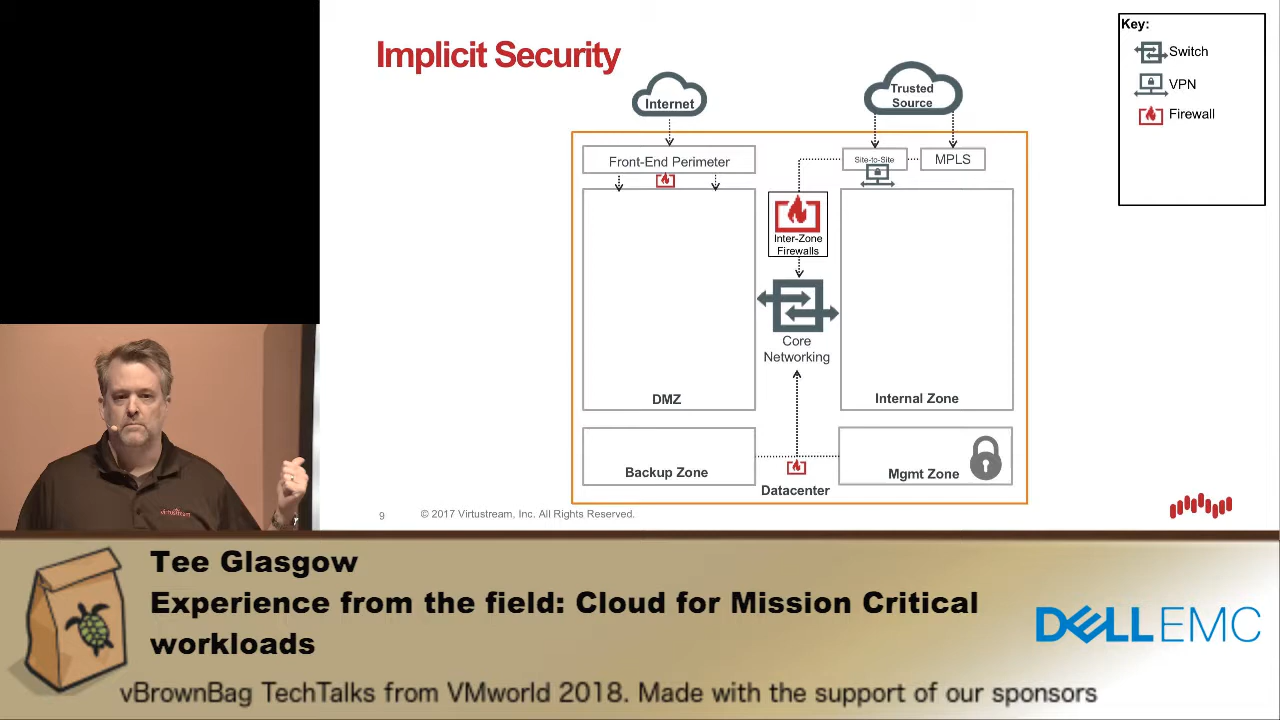 Implicit Security
Key:
Switch
VPN
Firewall
Internet
Trusted
Source
Front-End Perimeter
Site-to-Site
MPLS
Inter-Zone
Firewalls
Core
Networking
DMZ
Internal Zone
Backup Zone
Mgmt Zone
Datacenter
9
© 2017 Virtustream, Inc. All Rights Reserved.
virtustream
Tee Glasgow
Experience from the field: Cloud for Mission Critical
workloads
DELLEMC
vBrownBag TechTalks from VMworld 2018. Made with the support of our sponsors